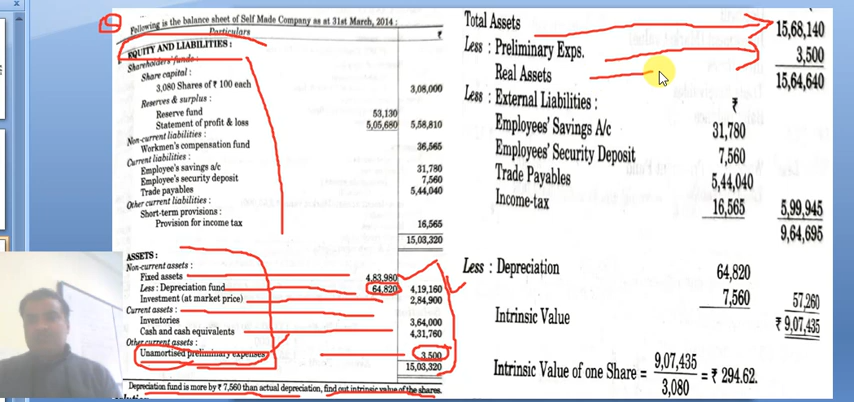 Following is the balance sheet of Self Made Company as at 31st March, 2014 :
Particulars ₹
EQUITY AND LIABILITIES :
Shareholders' funds :
Share capital :
3,080 Shares of ₹ 100 each 3,08,000
Reserves & surplus :
Reserve fund 53,130
Statement of profit & loss 5,05,680 5,58,810
Non-current liabilities :
Workmen's compensation fund 36,565
Current liabilities :
Employee's savings a/c 31,780
Employee's security deposit 7,560
Trade payables 5,44,040
Other current liabilities :
Short-term provisions :
Provision for income tax 16,565
15,03,320
ASSETS :
Non-current assets :
Fixed assets 4,83,980
Less : Depreciation fund 64,820 4,19,160
Investment (at market price) 2,84,900
Current assets :
Inventories 3,64,000
Cash and cash equivalents 4,31,760
Other current assets :
Unamortised preliminary expenses 3,500
15,03,320
Depreciation fund is more by ₹ 7,560 than actual depreciation, find out intrinsic value of the shares.
Total Assets 15,68,140
Less : Preliminary Exps. 3,500
Real Assets 15,64,640
Less : External Liabilities : ₹
Employees' Savings A/c 31,780
Employees' Security Deposit 7,560
Trade Payables 5,44,040
Income-tax 16,565 5,99,945
9,64,695
Less : Depreciation 64,820
7,560 57,260
Intrinsic Value ₹ 9,07,435
Intrinsic Value of one Share = 9,07,435 / 3,080 = ₹ 294.62.